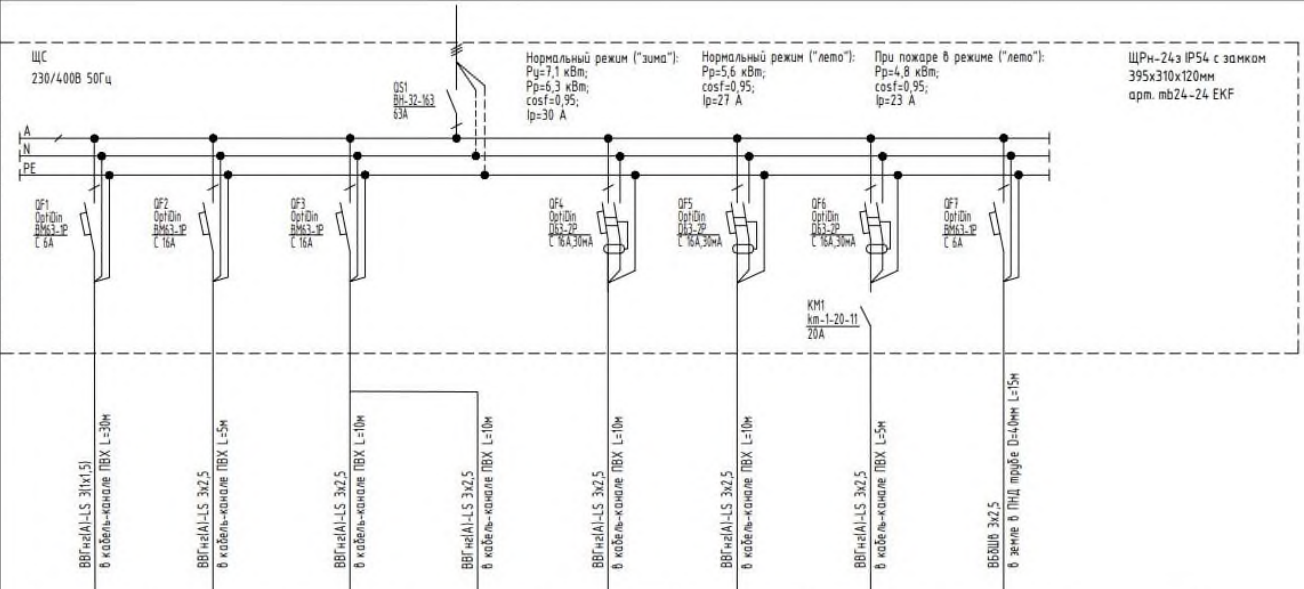 ЩС
230/400В 50Гц
QS1
ВН-32-163
63А
Нормальный режим ("зима"):
Ру=7,1 кВт;
Рр=6,3 кВт;
cosf=0,95;
Iр=30 А
Нормальный режим ("лето"):
Рр=5,6 кВт;
cosf=0,95;
Iр=27 А
При пожаре в режиме ("лето"):
Рр=4,8 кВт;
cosf=0,95;
Iр=23 А
ЩРн-24з IP54 с замком
395х310х120мм
арт. mb24-24 EKF
A
N
PE
QF1
OptiDin
ВМ63-1Р
С 6А
QF2
OptiDin
ВМ63-1Р
С 16А
QF3
OptiDin
ВМ63-1Р
С 16А
QF4
OptiDin
D63-2P
С 16А,30мА
QF5
OptiDin
D63-2P
С 16А,30мА
QF6
OptiDin
D63-2P
С 16А,30мА
QF7
OptiDin
ВМ63-1Р
С 6А
КМ1
km-1-20-11
20А
ВВГнг(А)-LS 3(1х1,5)
в кабель-канале ПВХ L=30м
ВВГнг(А)-LS 3х2,5
в кабель-канале ПВХ L=5м
ВВГнг(А)-LS 3х2,5
в кабель-канале ПВХ L=10м
ВВГнг(А)-LS 3х2,5
в кабель-канале ПВХ L=10м
ВВГнг(А)-LS 3х2,5
в кабель-канале ПВХ L=10м
ВВГнг(А)-LS 3х2,5
в кабель-канале ПВХ L=10м
ВВГнг(А)-LS 3х2,5
в кабель-канале ПВХ L=5м
ВБбШв 3х2,5
в земле в ПНД трубе D=40мм L=15м